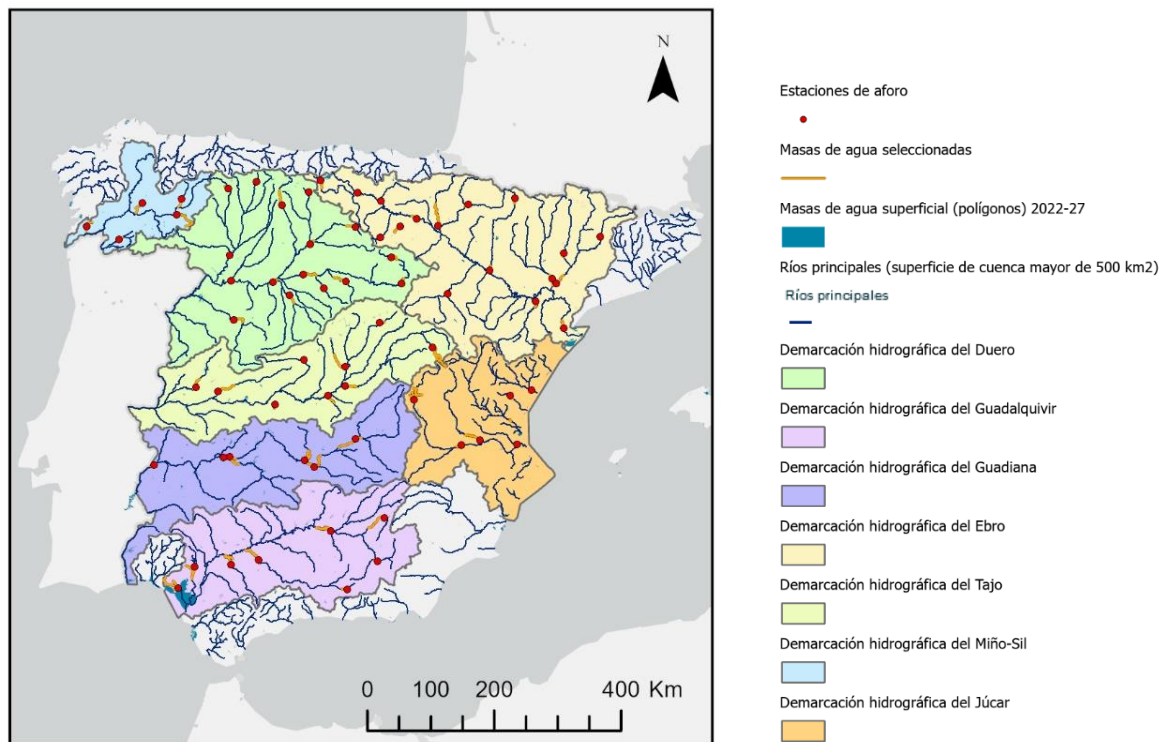 N
0 100 200 400 Km
Estaciones de aforo
Masas de agua seleccionadas
Masas de agua superficial (polígonos) 2022-27
Ríos principales (superficie de cuenca mayor de 500 km2)
Ríos principales
Demarcación hidrográfica del Duero
Demarcación hidrográfica del Guadalquivir
Demarcación hidrográfica del Guadiana
Demarcación hidrográfica del Ebro
Demarcación hidrográfica del Tajo
Demarcación hidrográfica del Miño-Sil
Demarcación hidrográfica del Júcar